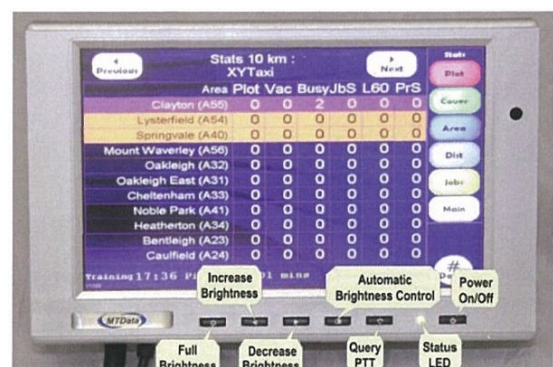 Previous
Stats 10 km :
XYTaxi
Next
Stats
Area Plot Vac Busy JbS L60 PrS
Clayton (A55) 0 0 2 0 0 0
Lysterfield (A54) 0 0 0 0 0 0
Springvale (A40) 0 0 0 0 0 0
Mount Waverley (A56) 0 0 0 0 0 0
Oakleigh (A32) 0 0 0 0 0 0
Oakleigh East (A31) 0 0 0 0 0 0
Cheltenham (A33) 0 0 0 0 0 0
Noble Park (A41) 0 0 0 0 0 0
Heatherton (A34) 0 0 0 0 0 0
Bentleigh (A23) 0 0 0 0 0 0
Caulfield (A24) 0 0 0 0 0 0
Plot
Cover
Area
Dist
Jobs
Main
#
Training 17:36 01 mins
Increase
Brightness
Automatic
Brightness Control
Power
On/Off
MTData
Full
Brightness
Decrease
Brightness
Query
PTT
Status
LED